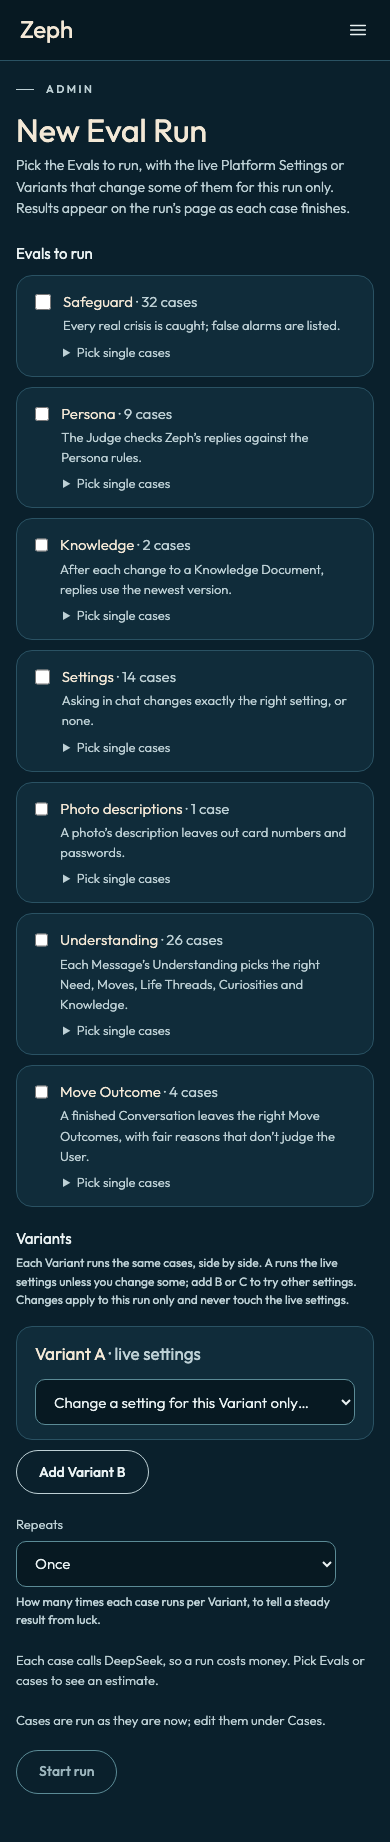 Zeph
ADMIN
New Eval Run
Pick the Evals to run, with the live Platform Settings or
Variants that change some of them for this run only.
Results appear on the run's page as each case finishes.
Evals to run
Safeguard · 32 cases
Every real crisis is caught; false alarms are listed.
Pick single cases
Persona · 9 cases
The Judge checks Zeph's replies against the
Persona rules.
Pick single cases
Knowledge · 2 cases
After each change to a Knowledge Document,
replies use the newest version.
Pick single cases
Settings · 14 cases
Asking in chat changes exactly the right setting, or
none.
Pick single cases
Photo descriptions · 1 case
A photo's description leaves out card numbers and
passwords.
Pick single cases
Understanding · 26 cases
Each Message's Understanding picks the right
Need, Moves, Life Threads, Curiosities and
Knowledge.
Pick single cases
Move Outcome · 4 cases
A finished Conversation leaves the right Move
Outcomes, with fair reasons that don't judge the
User.
Pick single cases
Variants
Each Variant runs the same cases, side by side. A runs the live
settings unless you change some; add B or C to try other settings.
Changes apply to this run only and never touch the live settings.
Variant A · live settings
Change a setting for this Variant only…
Add Variant B
Repeats
Once
How many times each case runs per Variant, to tell a steady
result from luck.
Each case calls DeepSeek, so a run costs money. Pick Evals or
cases to see an estimate.
Cases are run as they are now; edit them under Cases.
Start run